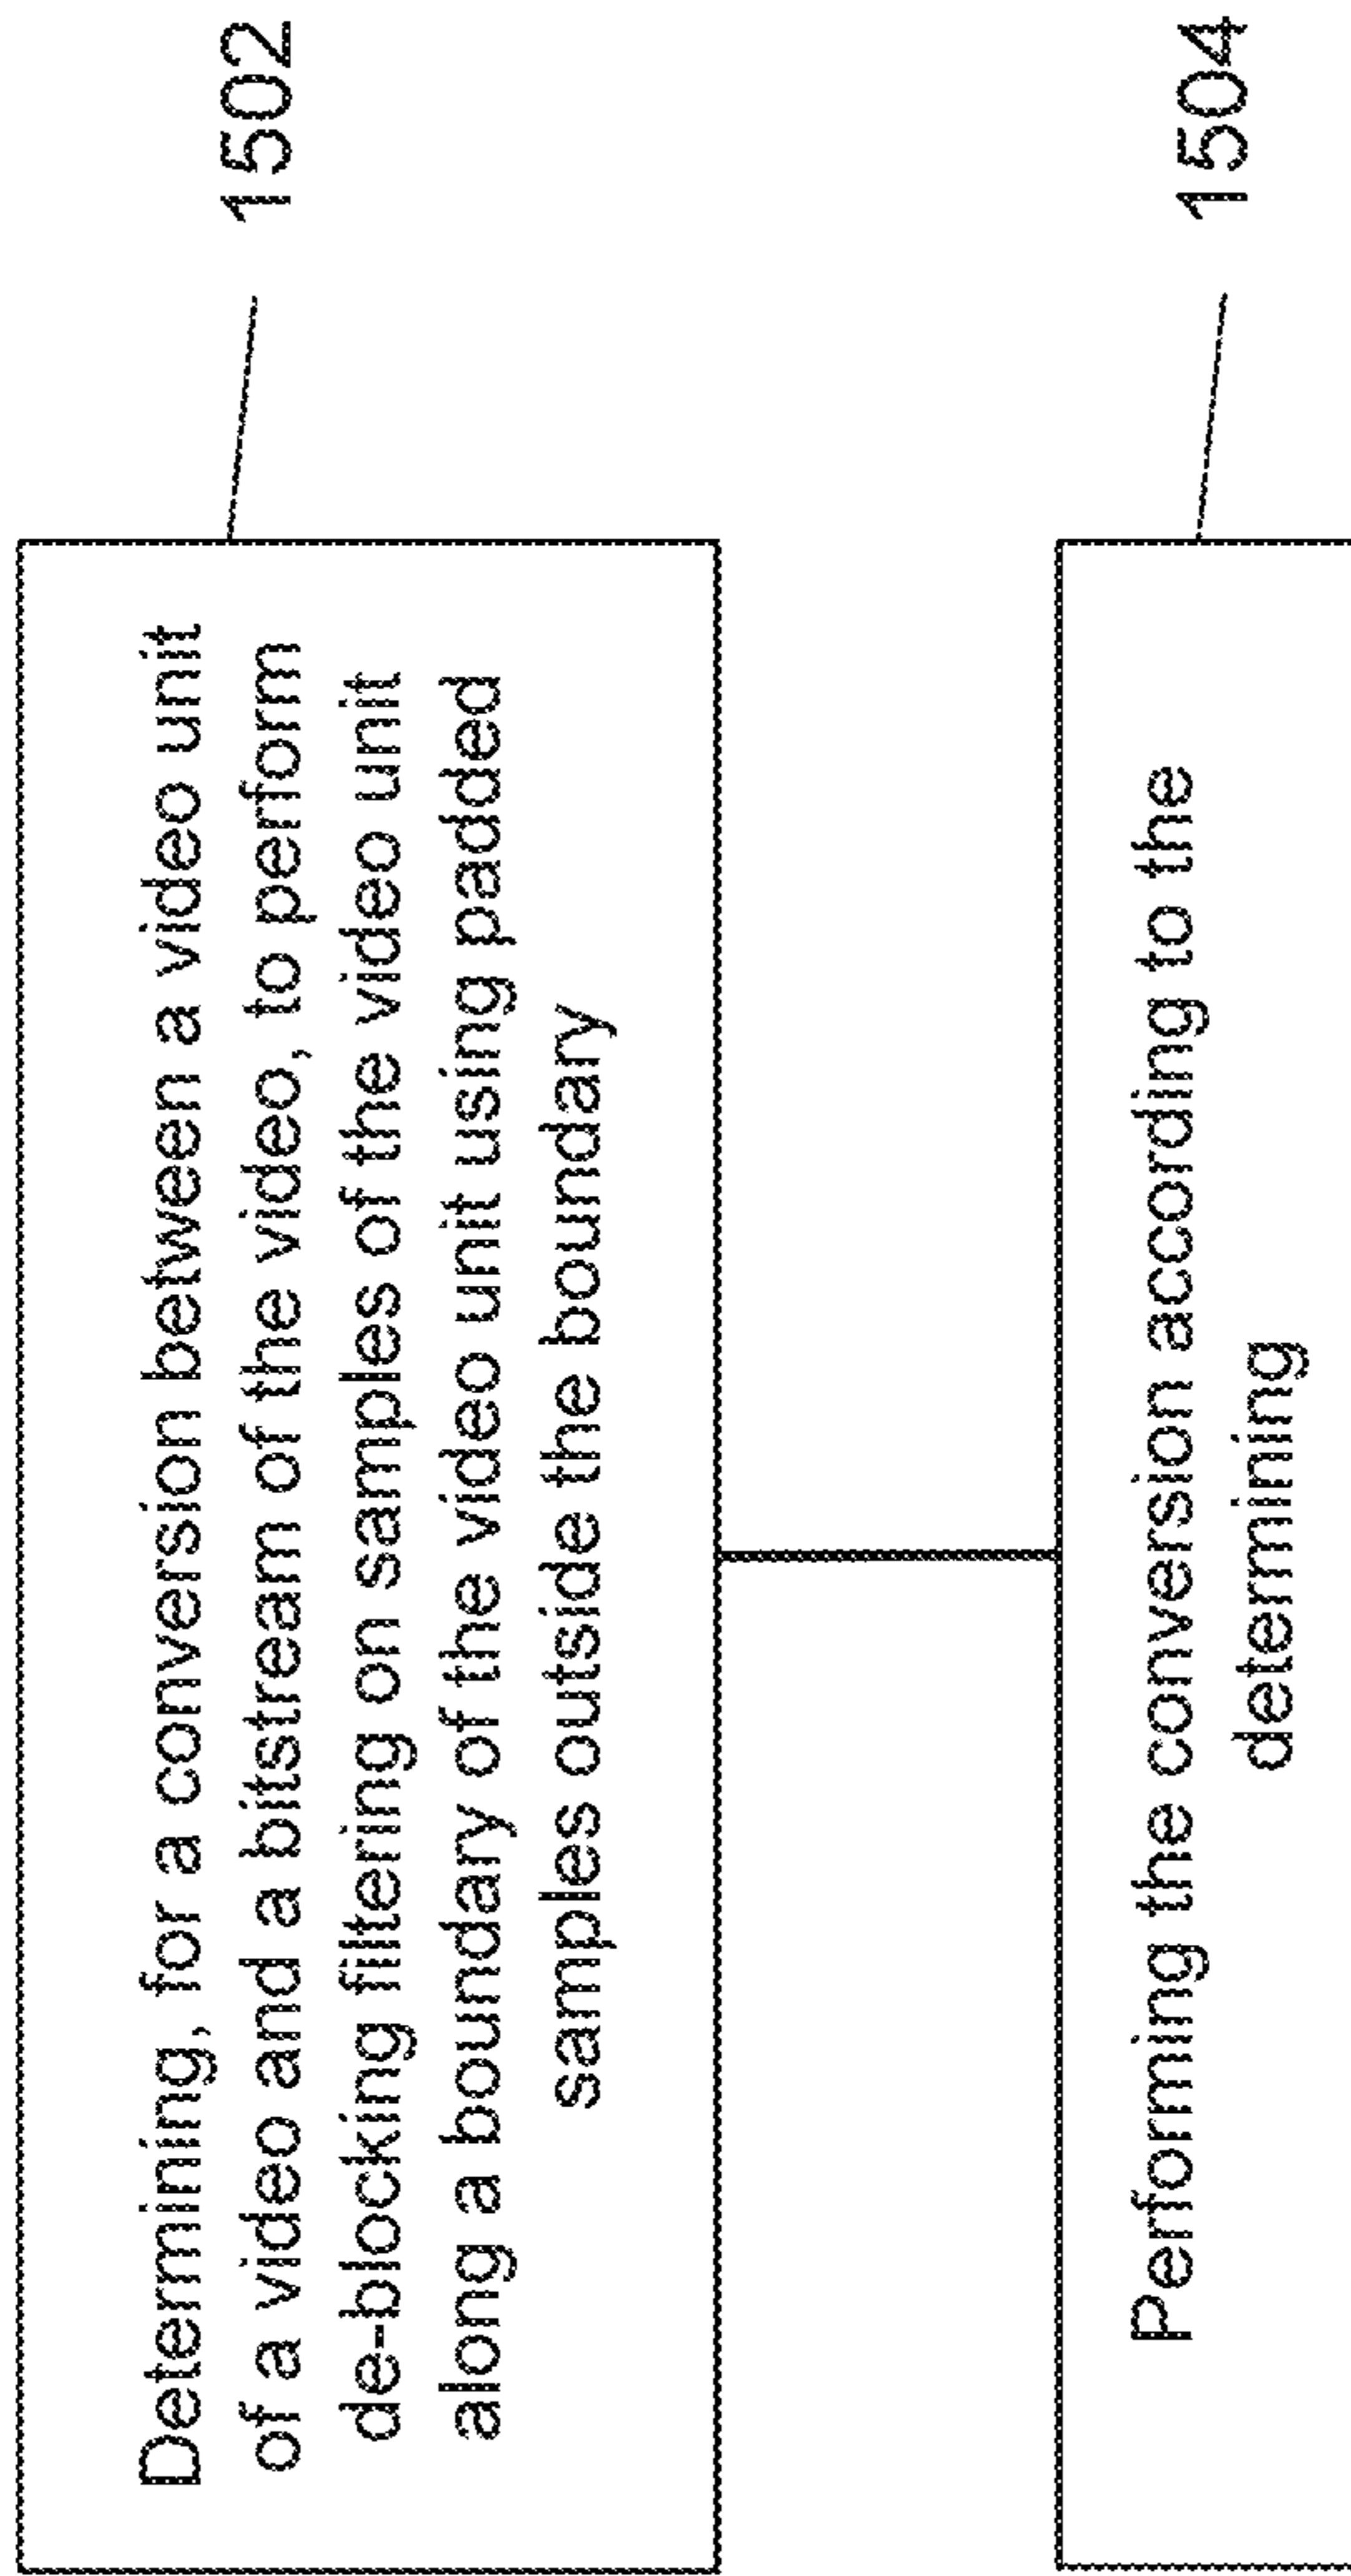 Determining, for a conversion between a video unit
of a video and a bitstream of the video, to perform
de-blocking filtering on samples of the video unit
along a boundary of the video unit using padded
samples outside the boundary
1502
Performing the conversion according to the
determining
1504